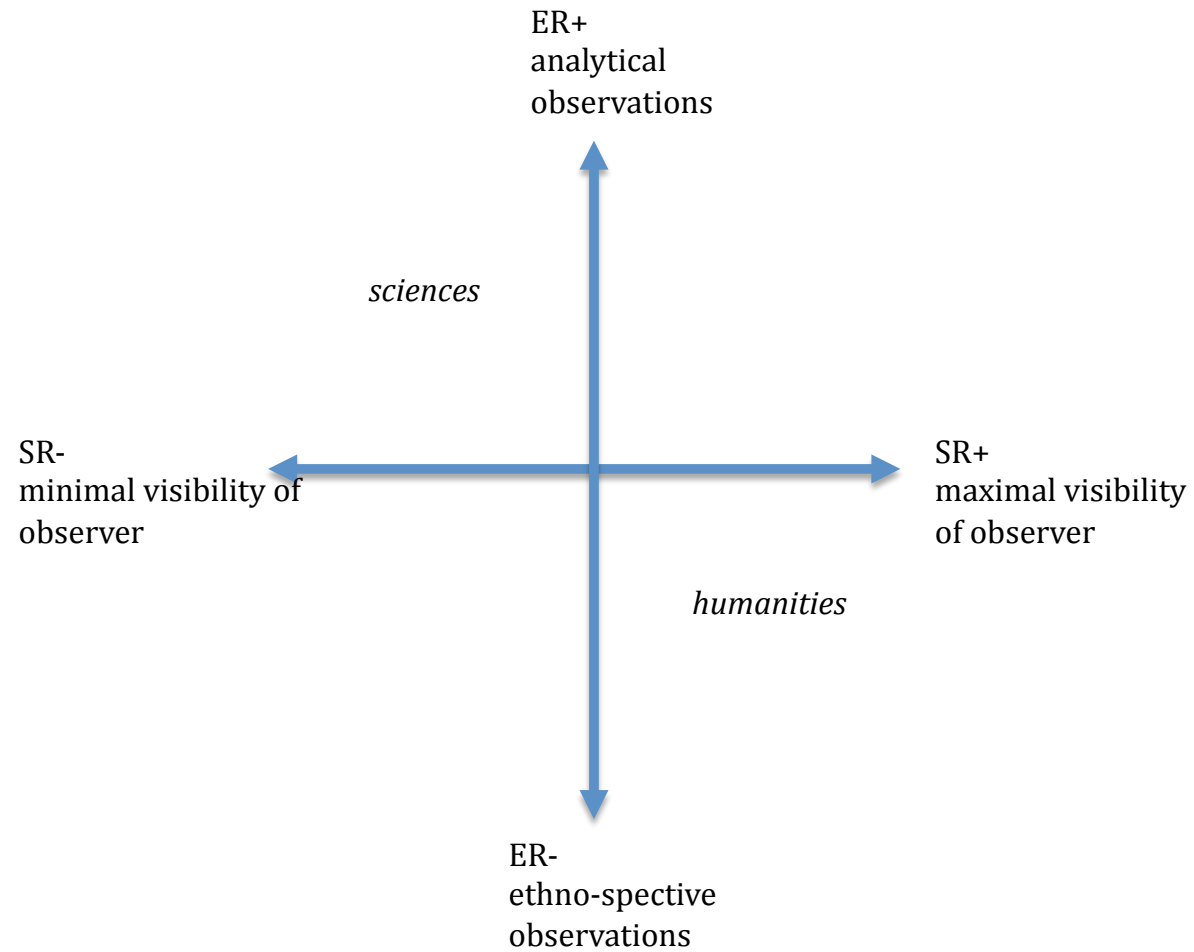 ER+
analytical
observations
sciences
SR-
minimal visibility of
observer
SR+
maximal visibility
of observer
humanities
ER-
ethno-spective
observations